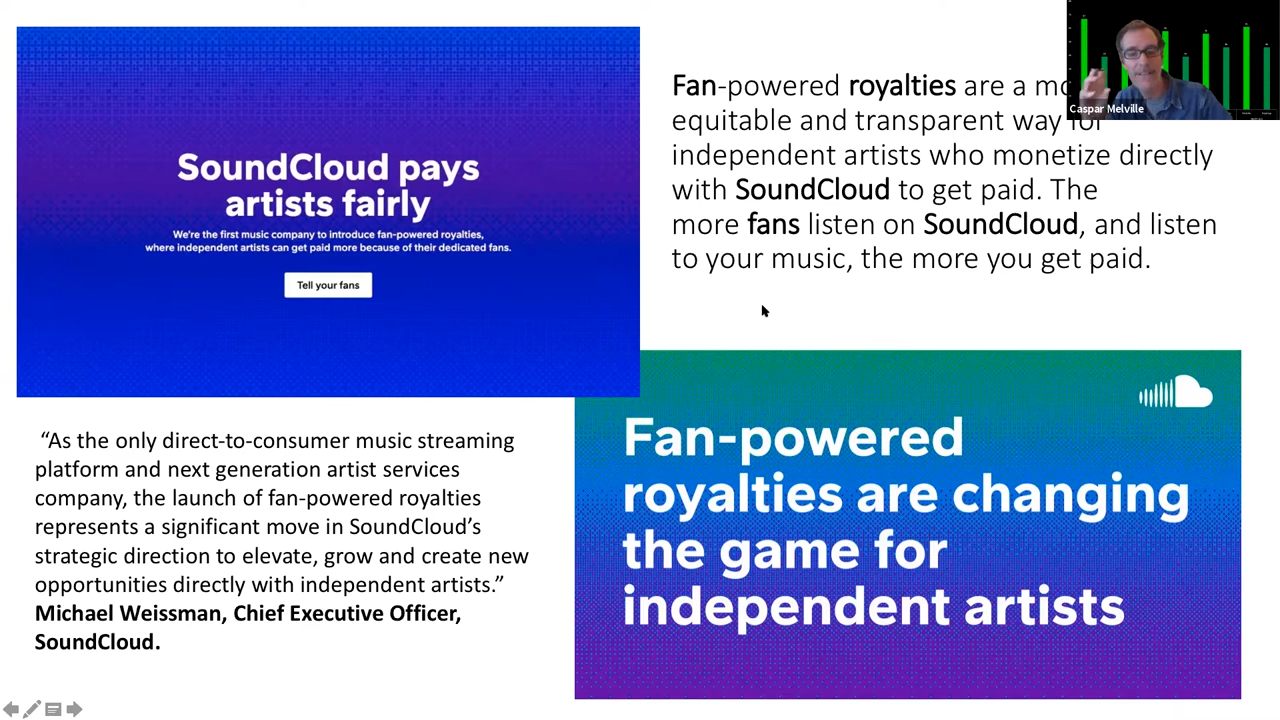 SoundCloud pays
artists fairly
We're the first music company to introduce fan-powered royalties,
where independent artists can get paid more because of their dedicated fans.
Tell your fans
Fan-powered royalties are a mo
equitable and transparent way for
independent artists who monetize directly
with SoundCloud to get paid. The
more fans listen on SoundCloud, and listen
to your music, the more you get paid.
Caspar Melville
“As the only direct-to-consumer music streaming
platform and next generation artist services
company, the launch of fan-powered royalties
represents a significant move in SoundCloud’s
strategic direction to elevate, grow and create new
opportunities directly with independent artists.”
Michael Weissman, Chief Executive Officer,
SoundCloud.
Fan-powered
royalties are changing
the game for
independent artists